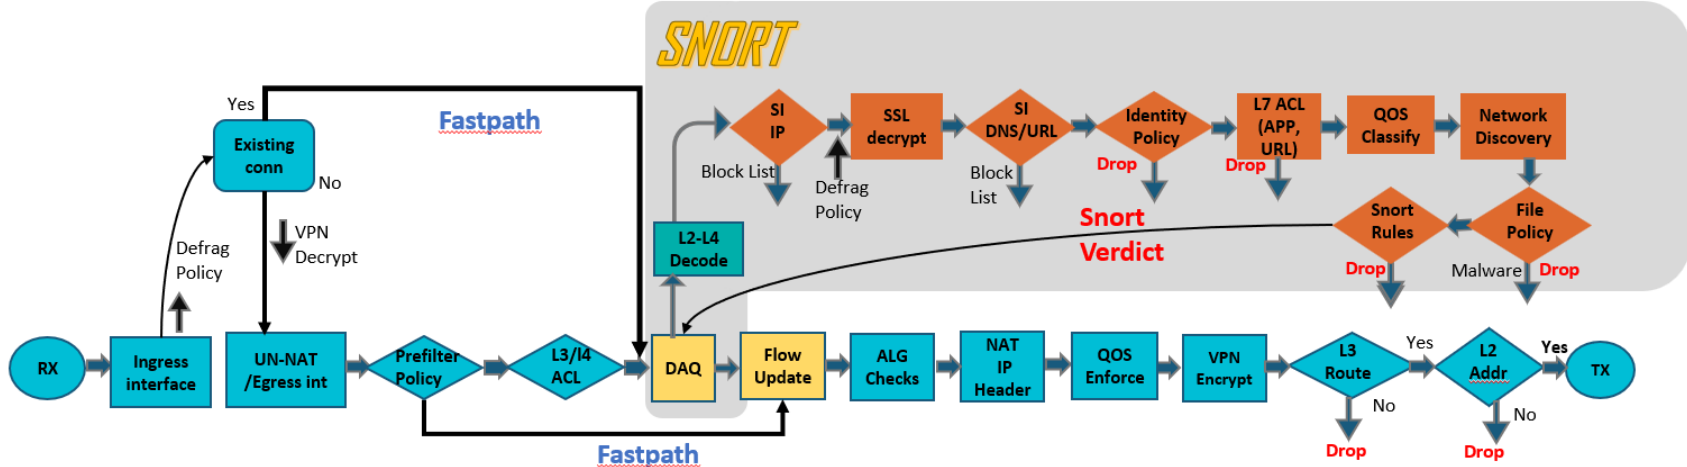 SNORT
Yes
Fastpath
Existing
conn
No
VPN
Decrypt
Defrag
Policy
SI
IP
Block List
Defrag
Policy
SSL
decrypt
SI
DNS/URL
Block
List
Identity
Policy
Drop
L7 ACL
(APP,
URL)
Drop
QOS
Classify
Network
Discovery
File
Policy
Malware
Drop
Snort
Rules
Drop
Snort
Verdict
L2-L4
Decode
RX
Ingress
interface
UN-NAT
/Egress int
Prefilter
Policy
L3/l4
ACL
DAQ
Flow
Update
ALG
Checks
NAT
IP
Header
QOS
Enforce
VPN
Encrypt
L3
Route
Yes
No
Drop
L2
Addr
Yes
No
Drop
TX
Fastpath